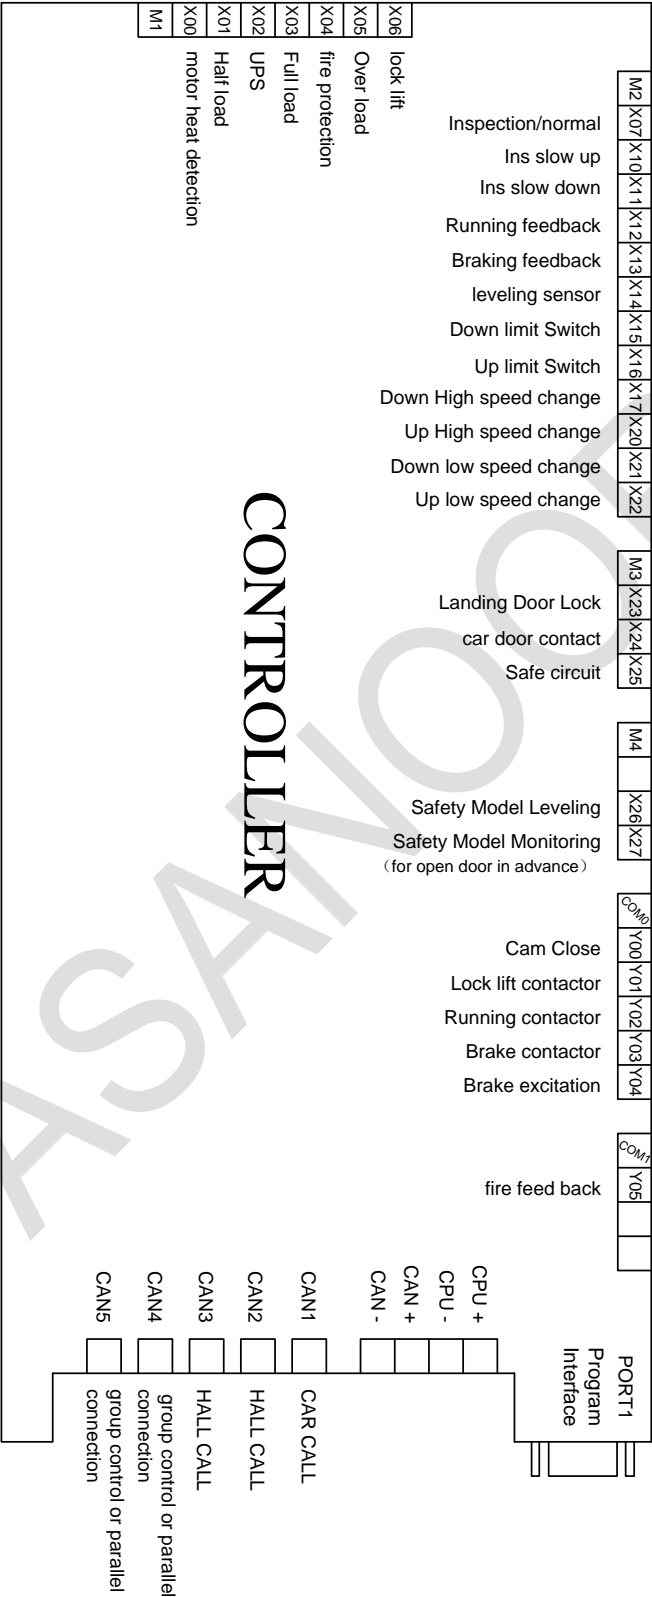 M1
X00
X01
X02
X03
X04
X05
X06
motor heat detection
Half load
UPS
Full load
fire protection
Over load
lock lift
M2
X07
X10
X11
X12
X13
X14
X15
X16
X17
X20
X21
X22
Inspection/normal
Ins slow up
Ins slow down
Running feedback
Braking feedback
leveling sensor
Down limit Switch
Up limit Switch
Down High speed change
Up High speed change
Down low speed change
Up low speed change
M3
X23
X24
X25
Landing Door Lock
car door contact
Safe circuit
M4
X26
X27
Safety Model Leveling
Safety Model Monitoring
（for open door in advance）
COM0
Y00
Y01
Y02
Y03
Y04
Cam Close
Lock lift contactor
Running contactor
Brake contactor
Brake excitation
COM1
Y05
fire feed back
CONTROLLER
PORT1
Program
Interface
CPU +
CPU -
CAN +
CAN -
CAN1
CAR CALL
CAN2
HALL CALL
CAN3
HALL CALL
CAN4
group control or parallel
connection
CAN5
group control or parallel
connection